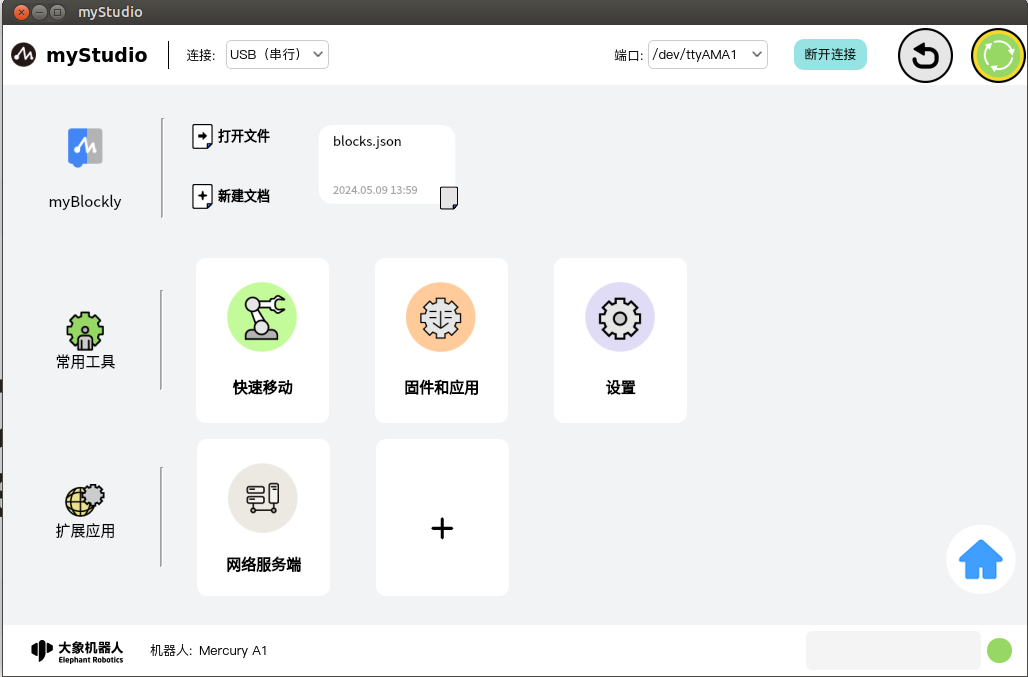 myStudio
myStudio 连接: USB（串行） 端口: /dev/ttyAMA1 断开连接
myBlockly
打开文件
新建文档
blocks.json
2024.05.09 13:59
常用工具
快速移动 固件和应用 设置
扩展应用
网络服务端
大象机器人
Elephant Robotics
机器人: Mercury A1